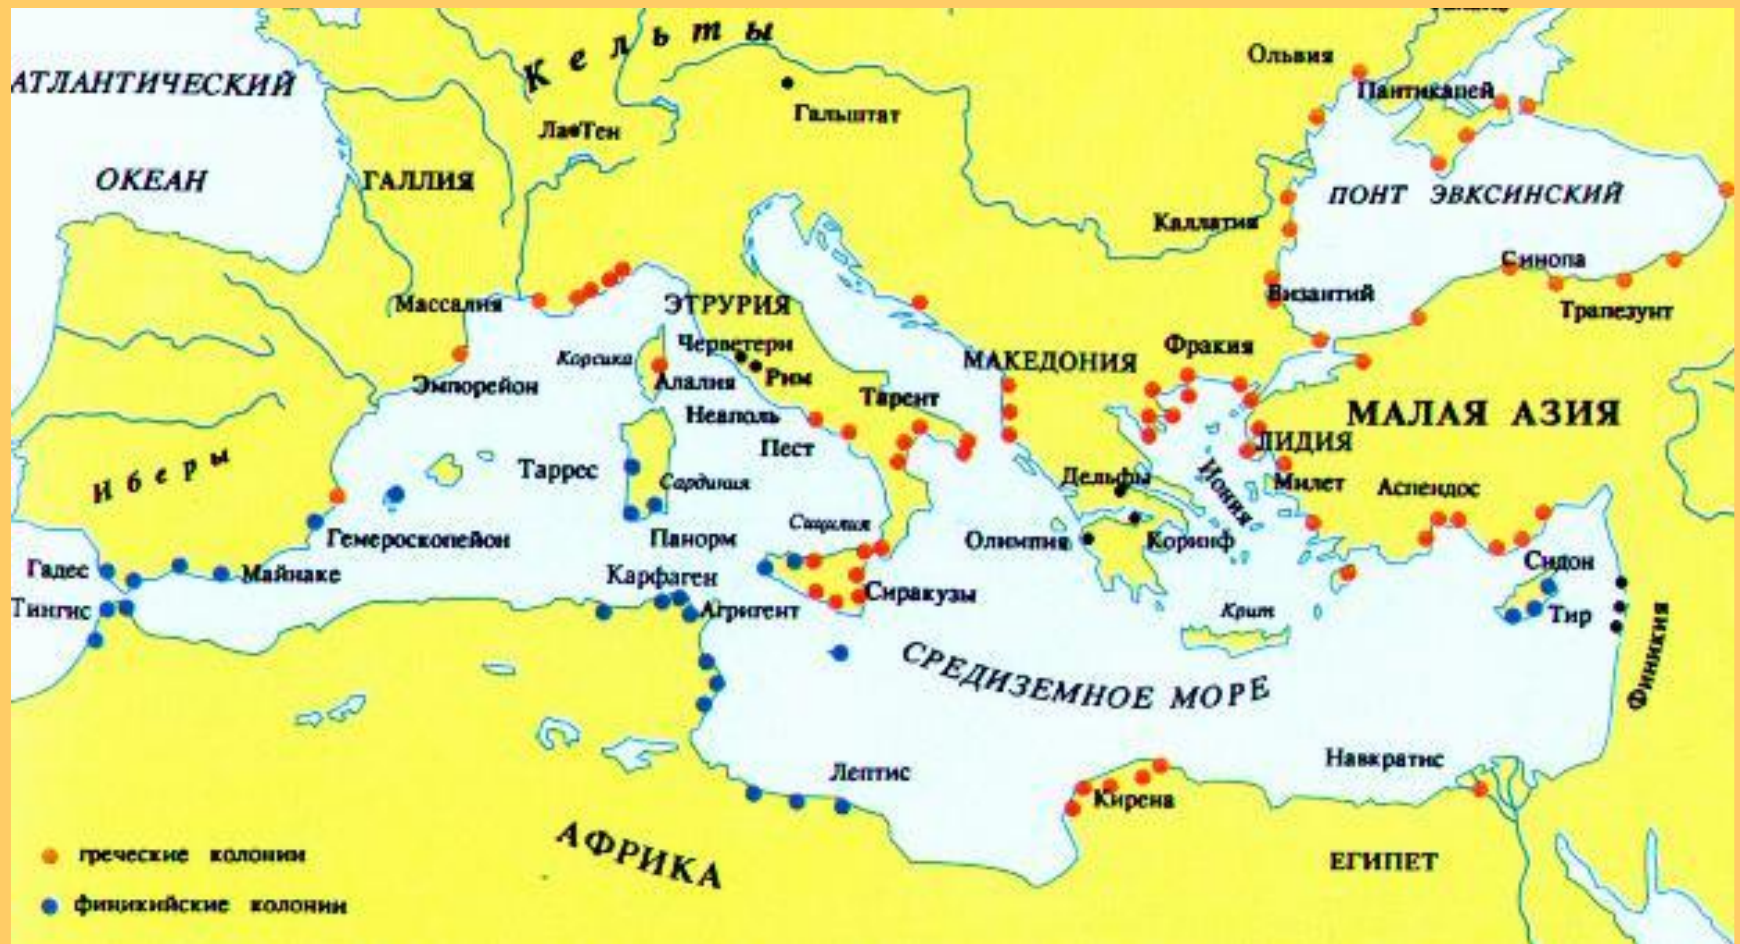 Кельты
Ольвия
АТЛАНТИЧЕСКИЙ
Пантикапей
Гальштат
Ла Тен
ОКЕАН
ГАЛЛИЯ
ПОНТ ЭВКСИНСКИЙ
Каллатия
Синопа
Массалия
ЭТРУРИЯ
Византий
Трапезунт
Черветери
Фракия
Корсика
МАКЕДОНИЯ
Эмпорейон
Алалия
Рим
Тарент
Неаполь
МАЛАЯ АЗИЯ
Пест
ЛИДИЯ
Иберы
Таррес
Сардиния
Дельфы
Иония
Милет
Аспендос
Сицилия
Гемероскопейон
Панорм
Олимпия
Коринф
Гадес
Майнаке
Карфаген
Сидон
Тингис
Агригент
Сиракузы
Крит
Тир
Финикия
СРЕДИЗЕМНОЕ МОРЕ
Лептис
Навкратис
Кирена
АФРИКА
ЕГИПЕТ
греческие колонии
финикийские колонии